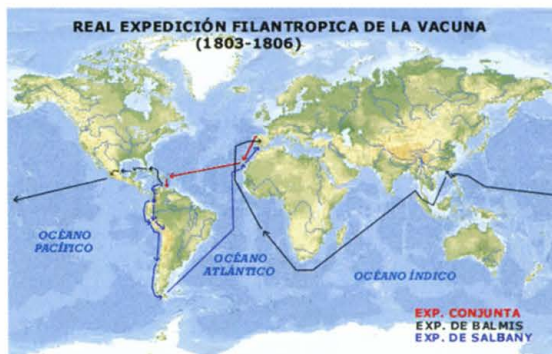 REAL EXPEDICIÓN FILANTROPICA DE LA VACUNA
(1803-1806)
OCÉANO
PACÍFICO
OCÉANO
ATLÁNTICO
OCÉANO ÍNDICO
EXP. CONJUNTA
EXP. DE BALMIS
EXP. DE SALBANY